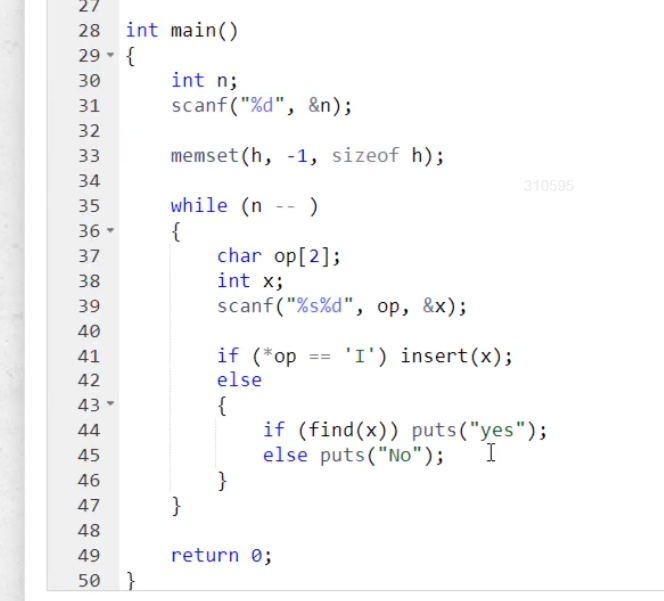 27
28 int main()
29 {
30     int n;
31     scanf("%d", &n);
32
33     memset(h, -1, sizeof h);
34
310595
35     while (n -- )
36     {
37         char op[2];
38         int x;
39         scanf("%s%d", op, &x);
40
41         if (*op == 'I') insert(x);
42         else
43         {
44             if (find(x)) puts("yes");
45             else puts("No");
46         }
47     }
48
49     return 0;
50 }